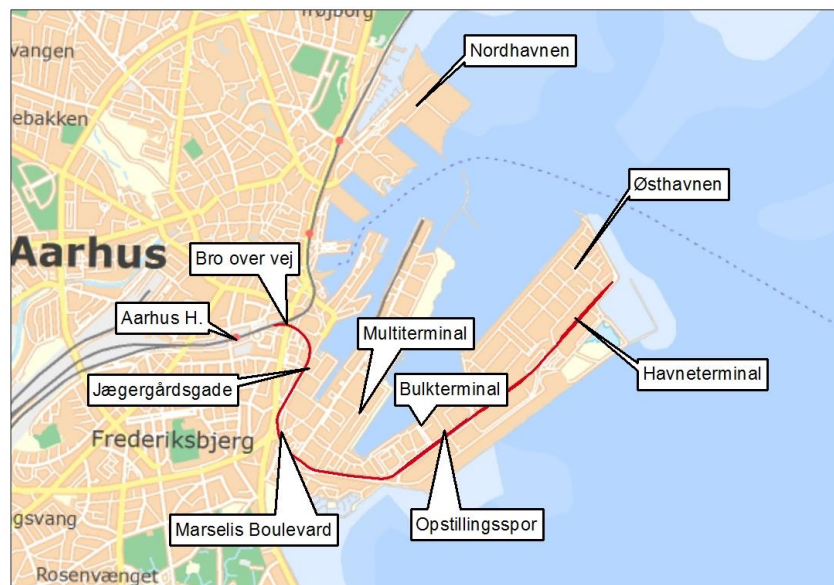 Trøjborg
vangen
Nordhavnen
ebakken
Østhavnen
Aarhus
Bro over vej
Aarhus H.
Multiterminal
Jægergårdsgade
Bulkterminal
Havneterminal
Frederiksbjerg
gsvang
Marselis Boulevard
Opstillingsspor
Rosenvænget